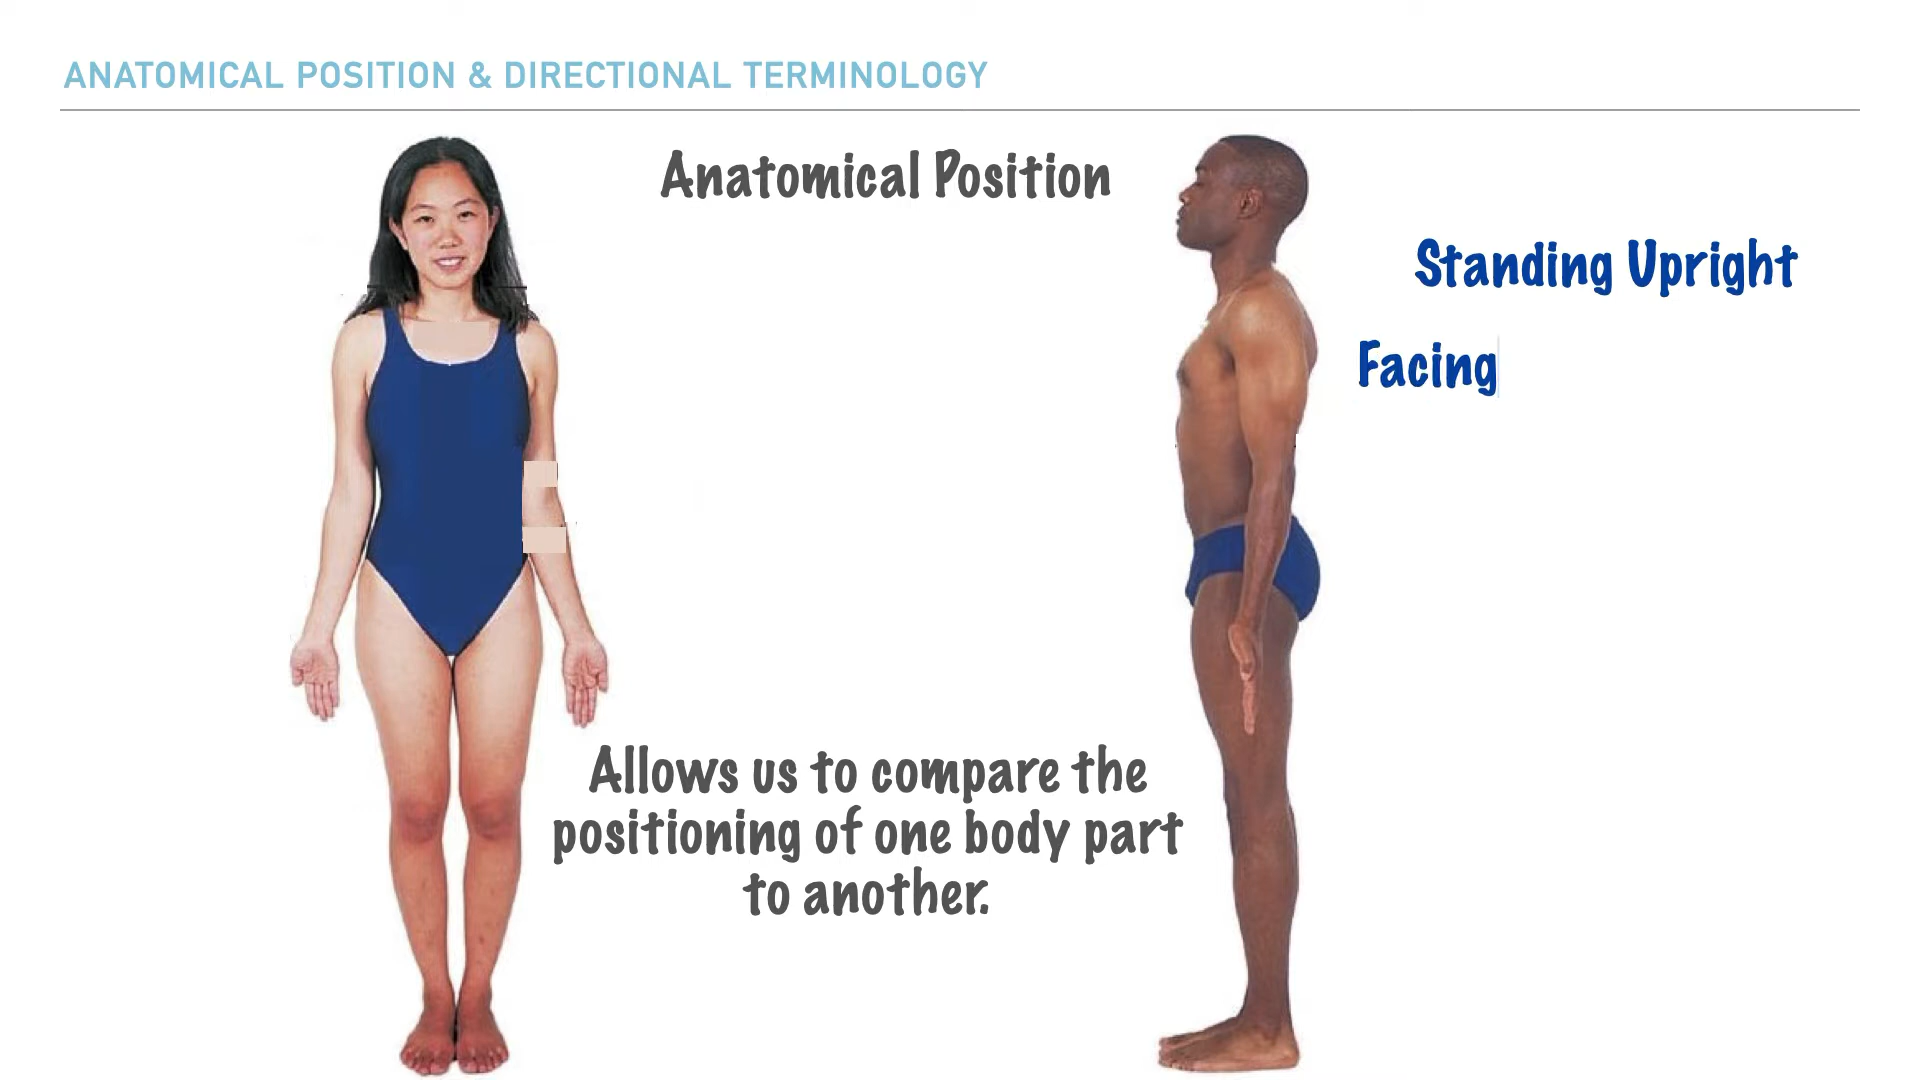 ANATOMICAL POSITION & DIRECTIONAL TERMINOLOGY
Anatomical Position
Standing Upright
Facing
Allows us to compare the
positioning of one body part
to another.